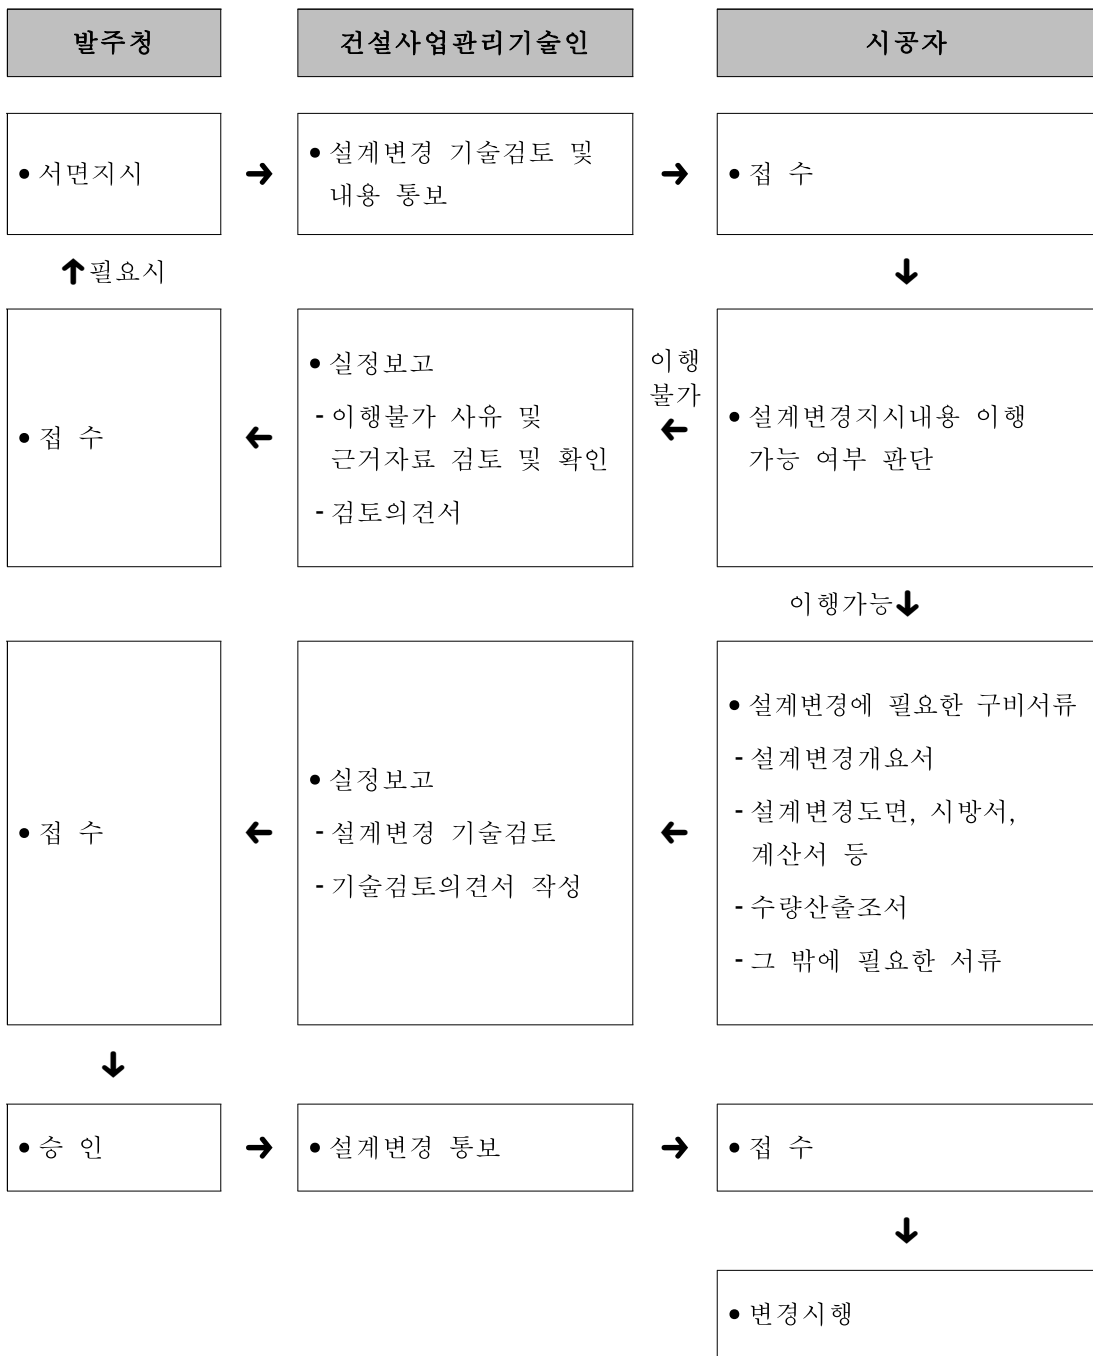 발주청
건설사업관리기술인
시공자
• 서면지시
→
• 설계변경 기술검토 및
내용 통보
→
• 접 수
↑필요시
↓
• 접 수
←
• 실정보고
- 이행불가 사유 및
근거자료 검토 및 확인
- 검토의견서
이행
불가
←
• 설계변경지시내용 이행
가능 여부 판단
이행가능↓
• 접 수
←
• 실정보고
- 설계변경 기술검토
- 기술검토의견서 작성
←
• 설계변경에 필요한 구비서류
- 설계변경개요서
- 설계변경도면, 시방서,
계산서 등
- 수량산출조서
- 그 밖에 필요한 서류
↓
• 승 인
→
• 설계변경 통보
→
• 접 수
↓
• 변경시행